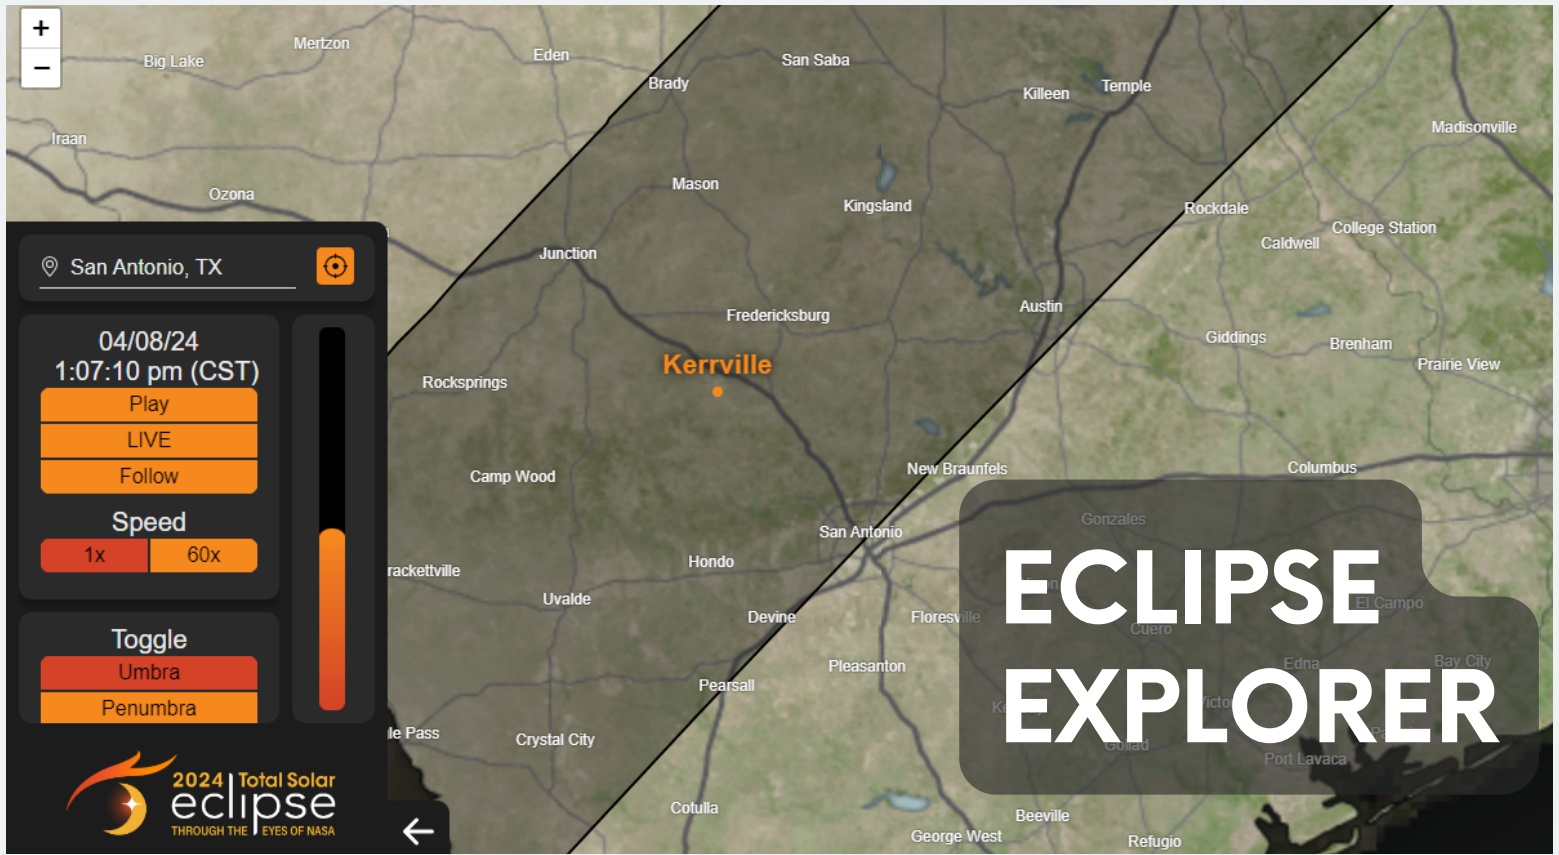 +
−
Mertzon
Big Lake
Eden
San Saba
Brady
Killeen
Temple
Iraan
Madisonville
Ozona
Mason
Kingsland
Rockdale
College Station
Caldwell
Junction
San Antonio, TX
Fredericksburg
Austin
Giddings
Brenham
Prairie View
04/08/24
1:07:10 pm (CST)
Kerrville
Rocksprings
Play
LIVE
Follow
Camp Wood
New Braunfels
Columbus
Speed
1x 60x
San Antonio
Gonzales
Hondo
rackettville
Uvalde
Devine
Floresville
ECLIPSE
El Campo
Cuero
Toggle
Umbra
Penumbra
Pleasanton
Pearsall
Edna
Bay City
EXPLORER
le Pass
Crystal City
Goliad
Port Lavaca
2024 | Total Solar
eclipse
THROUGH THE EYES OF NASA
Cotulla
Beeville
George West
Refugio